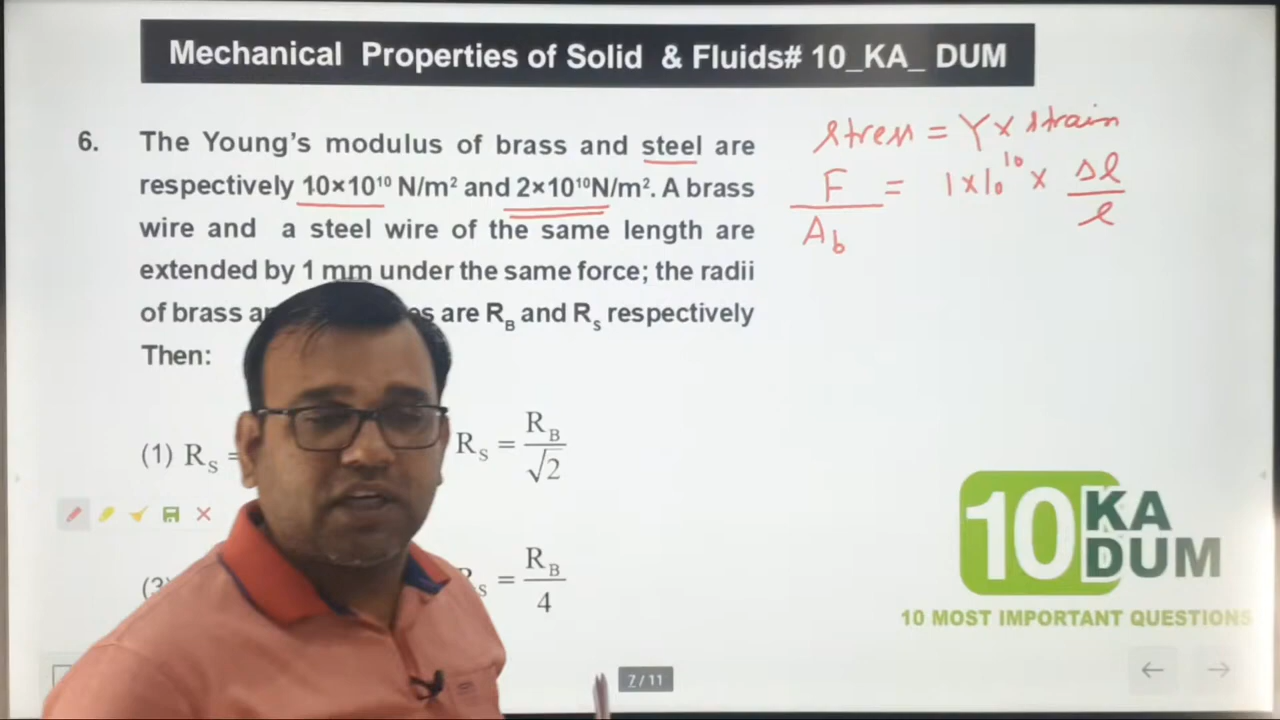 Mechanical Properties of Solid & Fluids# 10_KA_ DUM
6. The Young's modulus of brass and steel are
respectively 10×10¹⁰ N/m² and 2×10¹⁰N/m². A brass
wire and a steel wire of the same length are
extended by 1 mm under the same force; the radii
of brass are R_B and R_s respectively
Then:
(1) R_s =
R_s = R_B/√2
R_s = R_B/4
Stress = Y × Strain
F/A_b = 1×10¹⁰ × Δl/l
10 KA
DUM
10 MOST IMPORTANT QUESTIONS
7/11